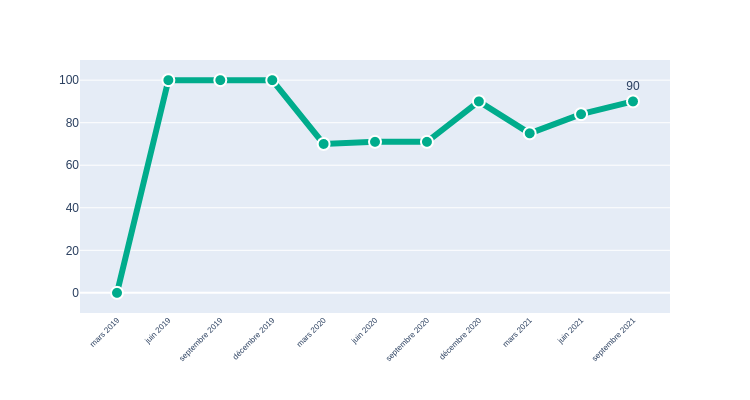 100
80
60
40
20
0
90
mars 2019
juin 2019
septembre 2019
décembre 2019
mars 2020
juin 2020
septembre 2020
décembre 2020
mars 2021
juin 2021
septembre 2021